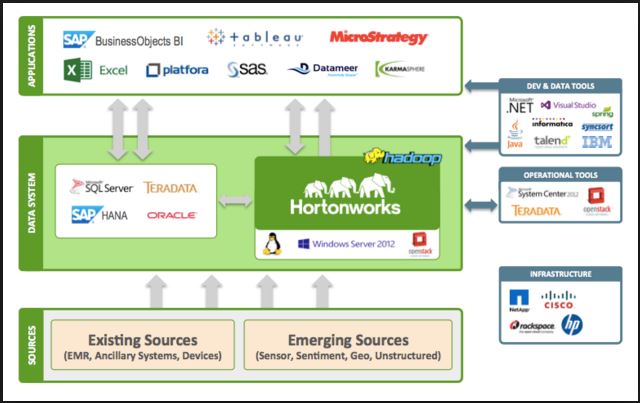 APPLICATIONS
SAP BusinessObjects BI
tableau
SOFTWARE
MicroStrategy
Excel
platfora
sas
Datameer
KARMASPHERE
DEV & DATA TOOLS
Microsoft .NET
Visual Studio
spring
Java
informatica
talend
syncsort
IBM
DATA SYSTEM
Microsoft SQL Server
TERADATA
SAP HANA
ORACLE
hadoop
Hortonworks
Windows Server 2012
openstack
OPERATIONAL TOOLS
Microsoft System Center 2012
TERADATA
openstack
INFRASTRUCTURE
NetApp
CISCO
rackspace
hp
SOURCES
Existing Sources
(EMR, Ancillary Systems, Devices)
Emerging Sources
(Sensor, Sentiment, Geo, Unstructured)